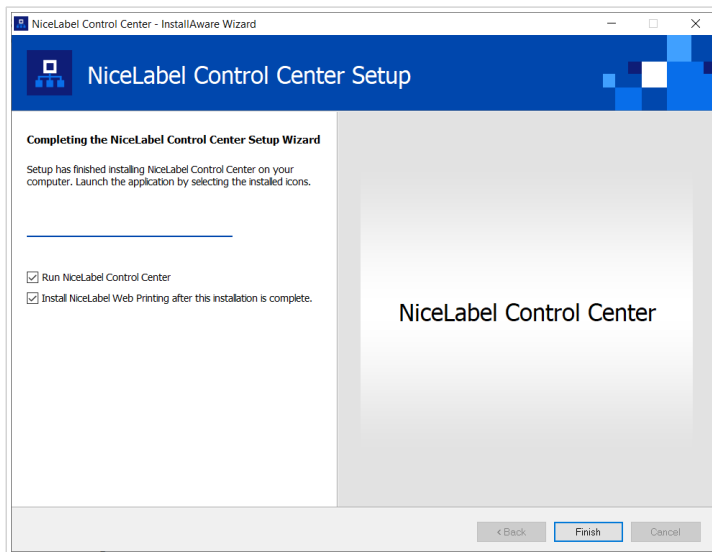 NiceLabel Control Center - InstallAware Wizard
NiceLabel Control Center Setup
Completing the NiceLabel Control Center Setup Wizard
Setup has finished installing NiceLabel Control Center on your
computer. Launch the application by selecting the installed icons.
Run NiceLabel Control Center
Install NiceLabel Web Printing after this installation is complete.
NiceLabel Control Center
< Back
Finish
Cancel